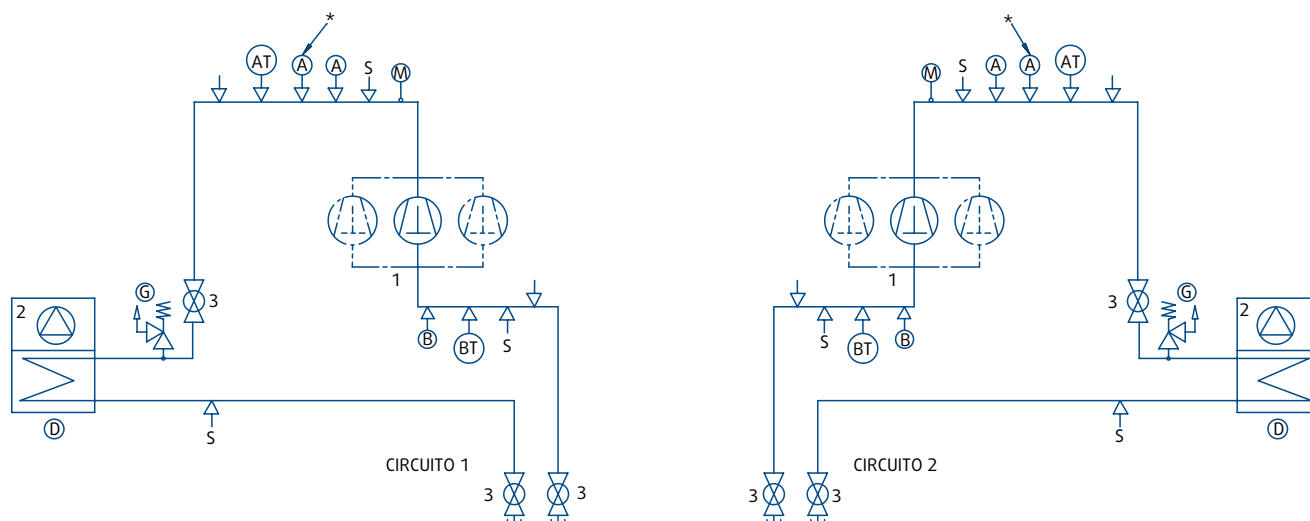 *
*
AT A A S M
M S A A AT
1
1
G
3
3
G
2
2
B BT S
S BT B
D
S
S
D
CIRCUITO 1
CIRCUITO 2
3 3
3 3